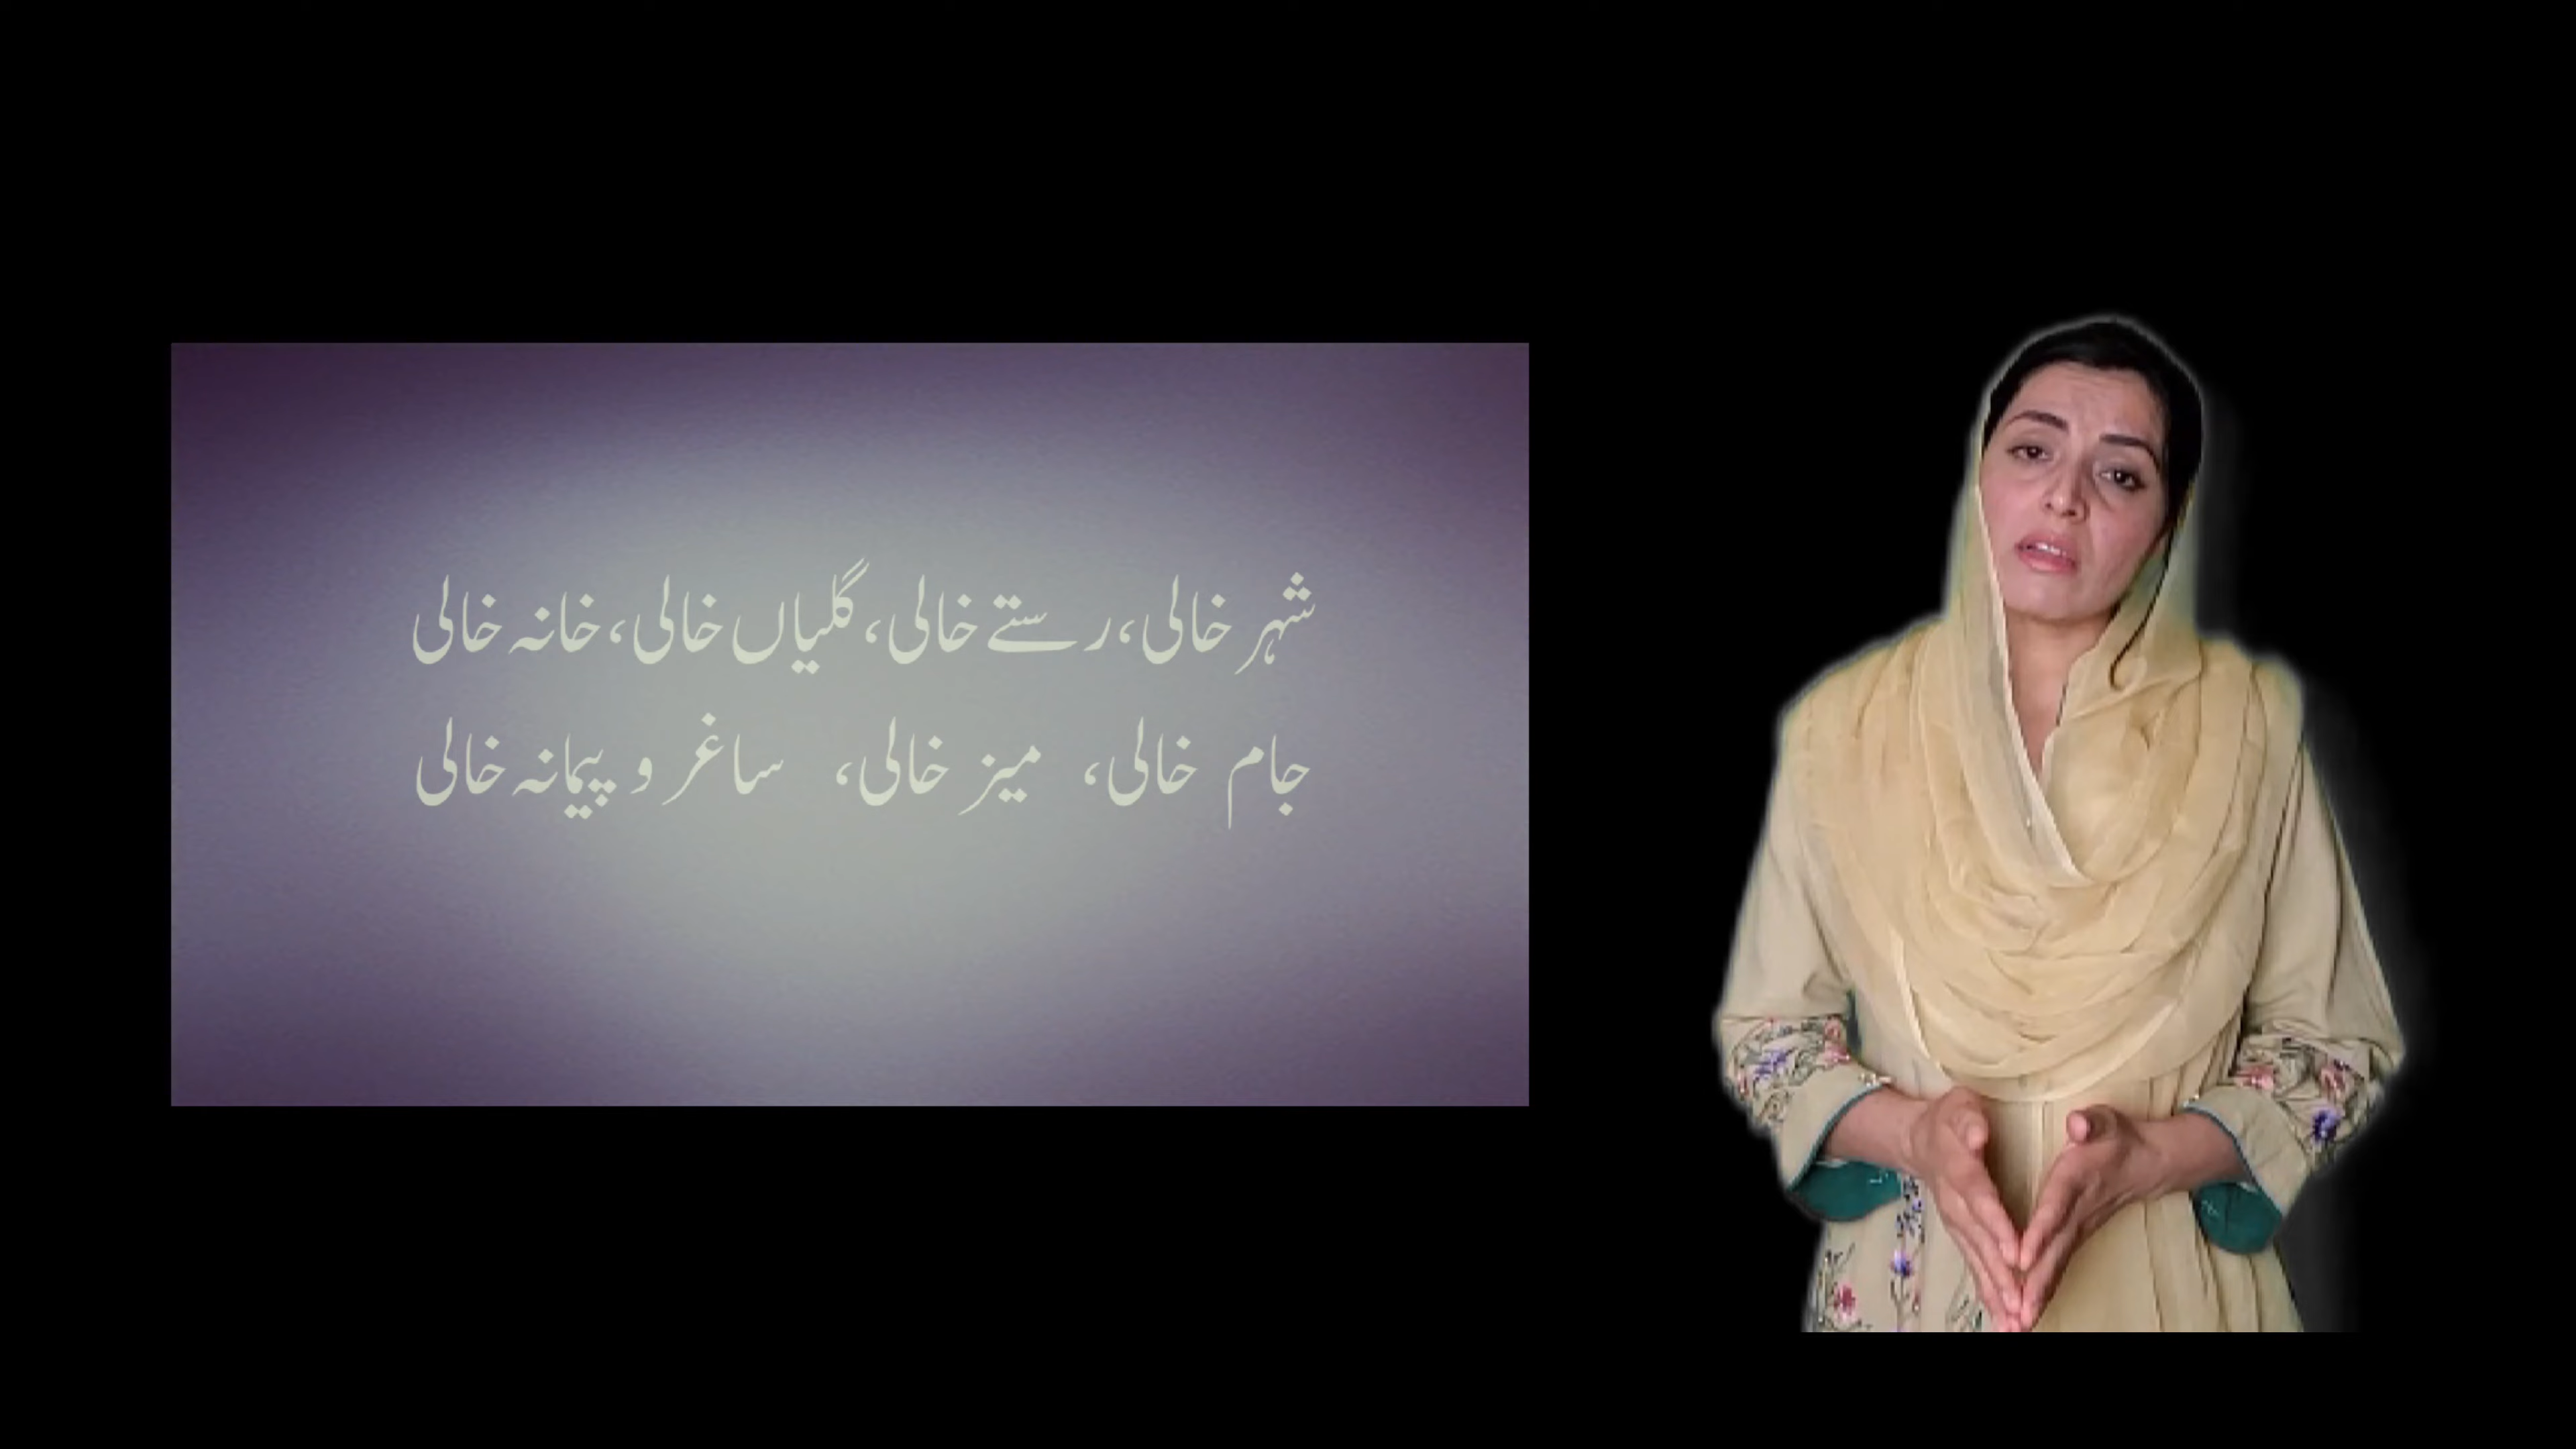 شہر خالی، رستے خالی، گلیاں خالی، خانہ خالی
جام خالی، میز خالی، ساغر و پیمانہ خالی